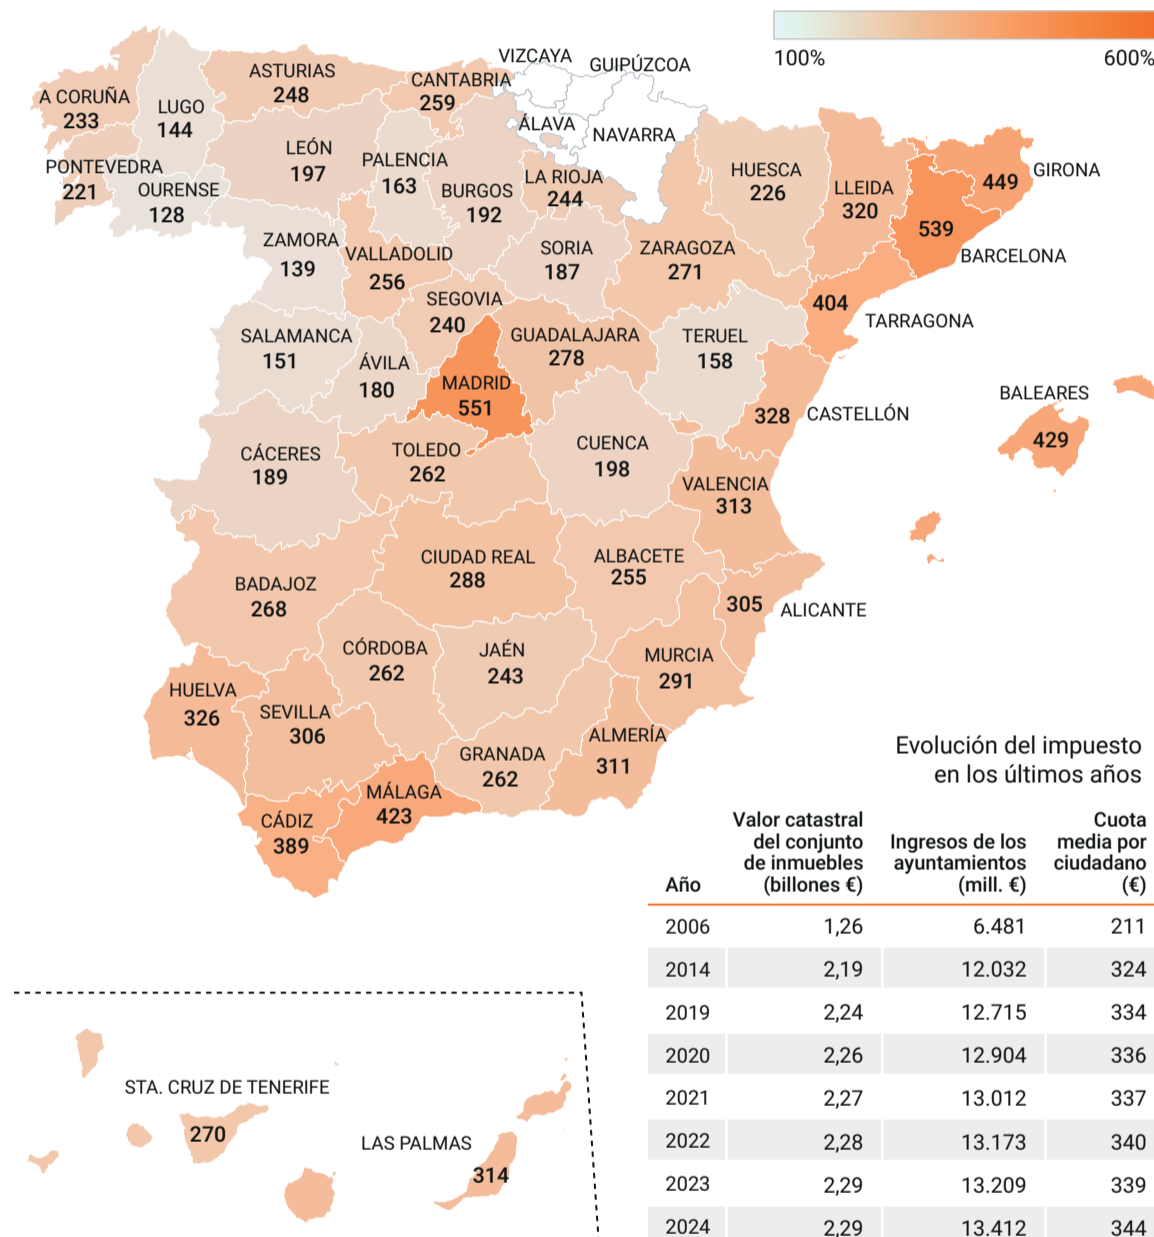 100%
600%
VIZCAYA
GUIPÚZCOA
ÁLAVA
NAVARRA
A CORUÑA
233
LUGO
144
ASTURIAS
248
CANTABRIA
259
PONTEVEDRA
221
OURENSE
128
LEÓN
197
PALENCIA
163
BURGOS
192
LA RIOJA
244
HUESCA
226
LLEIDA
320
GIRONA
449
BARCELONA
539
ZAMORA
139
VALLADOLID
256
SORIA
187
ZARAGOZA
271
TARRAGONA
404
SEGOVIA
240
SALAMANCA
151
ÁVILA
180
MADRID
551
GUADALAJARA
278
TERUEL
158
CASTELLÓN
328
BALEARES
429
CÁCERES
189
TOLEDO
262
CUENCA
198
VALENCIA
313
BADAJOZ
268
CIUDAD REAL
288
ALBACETE
255
ALICANTE
305
HUELVA
326
SEVILLA
306
CÓRDOBA
262
JAÉN
243
MURCIA
291
GRANADA
262
ALMERÍA
311
CÁDIZ
389
MÁLAGA
423
STA. CRUZ DE TENERIFE
270
LAS PALMAS
314
Evolución del impuesto
en los últimos años
Año Valor catastral del conjunto de inmuebles (billones €) Ingresos de los ayuntamientos (mill. €) Cuota media por ciudadano (€)
2006 1,26 6.481 211
2014 2,19 12.032 324
2019 2,24 12.715 334
2020 2,26 12.904 336
2021 2,27 13.012 337
2022 2,28 13.173 340
2023 2,29 13.209 339
2024 2,29 13.412 344